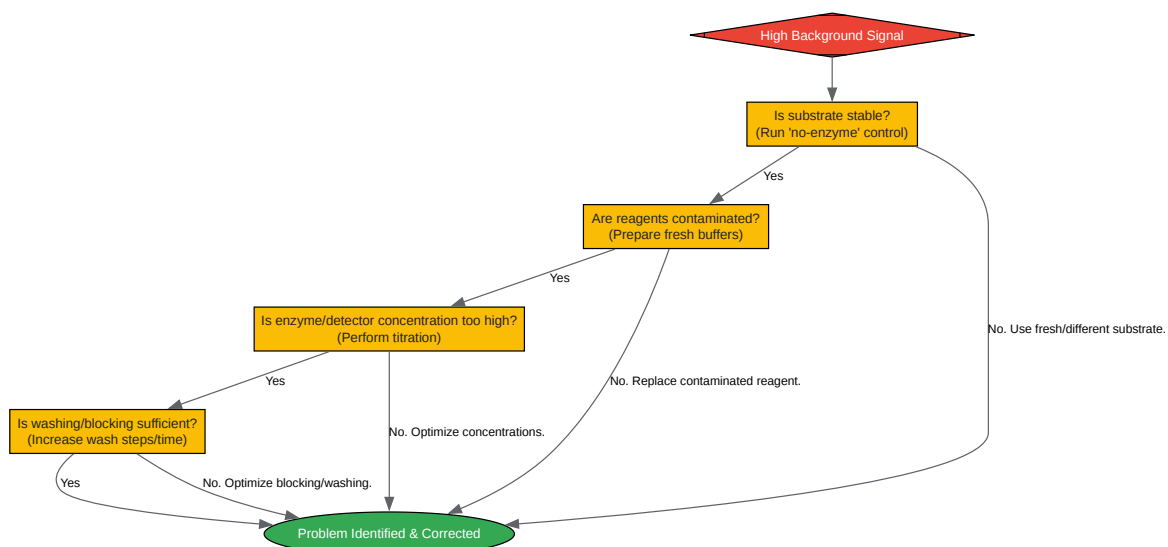 High Background Signal
Is substrate stable?
(Run 'no-enzyme' control)
Yes
Are reagents contaminated?
(Prepare fresh buffers)
Yes
Is enzyme/detector concentration too high?
(Perform titration)
No. Use fresh/different substrate.
Yes
No. Replace contaminated reagent.
Is washing/blocking sufficient?
(Increase wash steps/time)
No. Optimize concentrations.
Yes
No. Optimize blocking/washing.
Problem Identified & Corrected